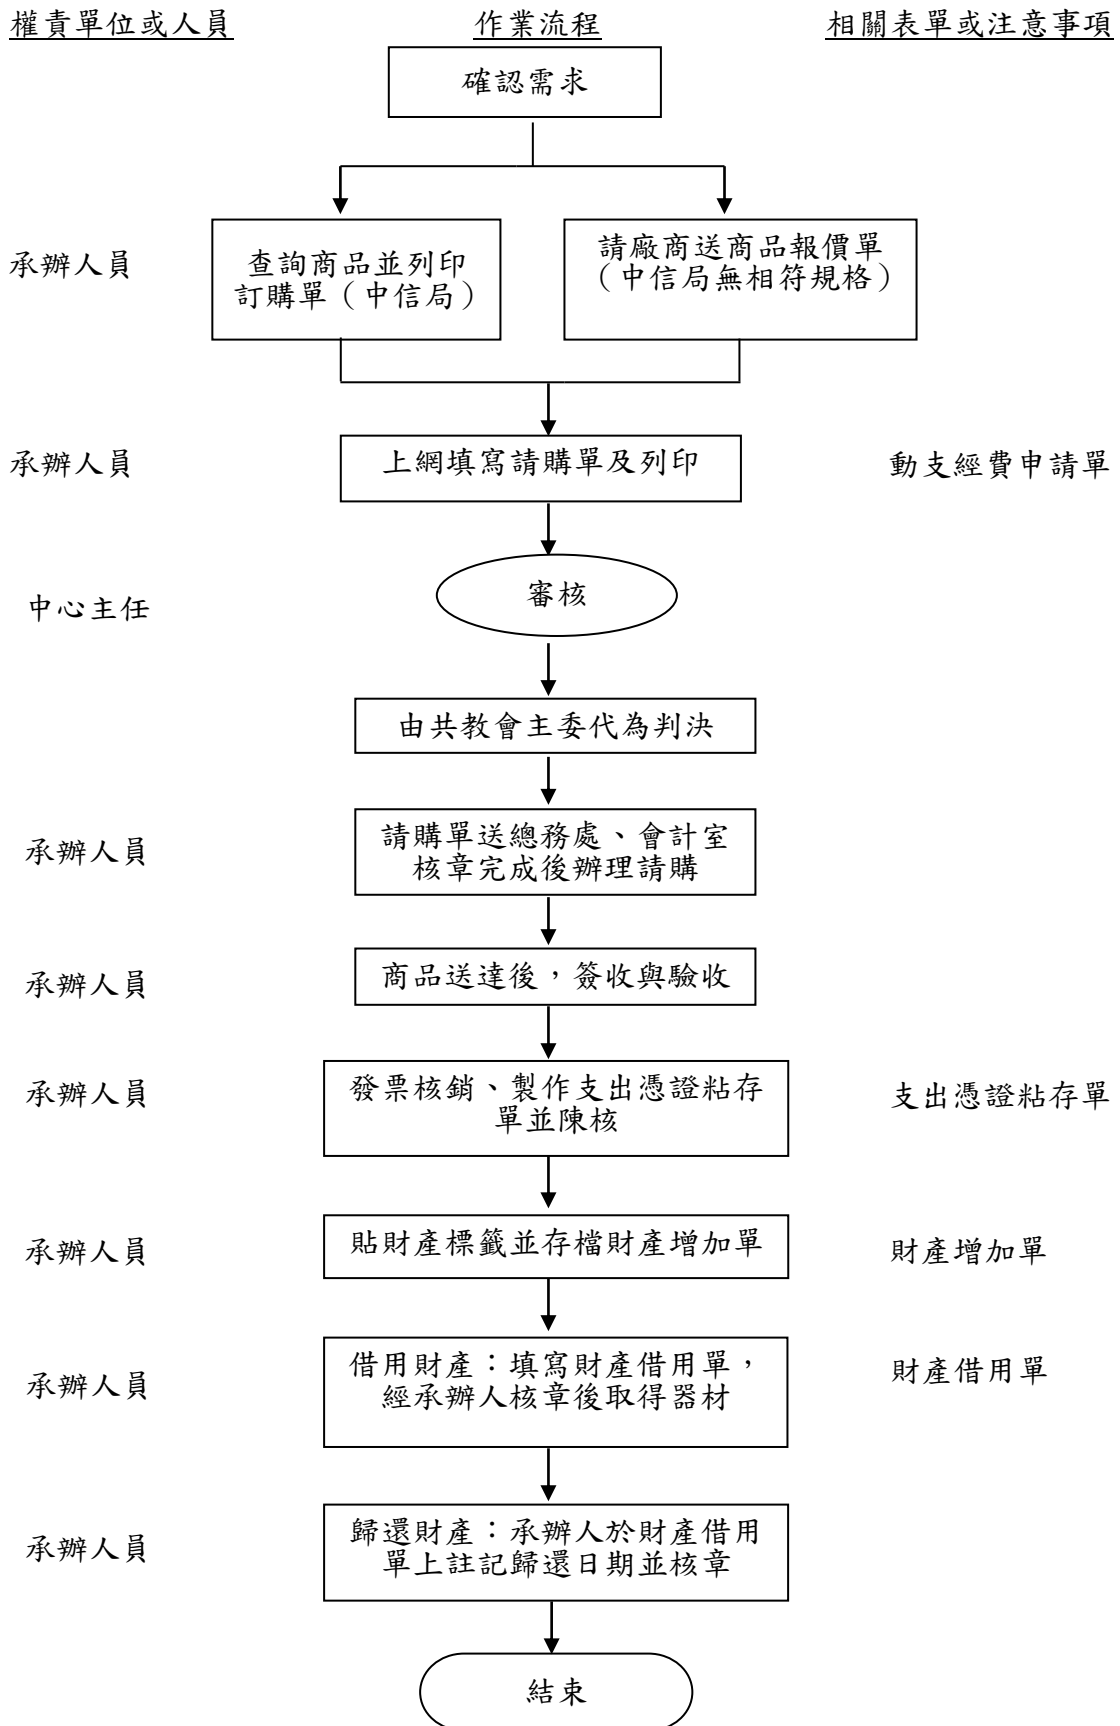 權責單位或人員 作業流程 相關表單或注意事項
確認需求
承辦人員
查詢商品並列印
訂購單（中信局）
請廠商送商品報價單
（中信局無相符規格）
承辦人員 上網填寫請購單及列印 動支經費申請單
中心主任 審核
由共教會主委代為判決
承辦人員
請購單送總務處、會計室
核章完成後辦理請購
承辦人員 商品送達後，簽收與驗收
承辦人員
發票核銷、製作支出憑證粘存
單並陳核
支出憑證粘存單
承辦人員 貼財產標籤並存檔財產增加單 財產增加單
承辦人員
借用財產：填寫財產借用單，
經承辦人核章後取得器材
財產借用單
承辦人員
歸還財產：承辦人於財產借用
單上註記歸還日期並核章
結束